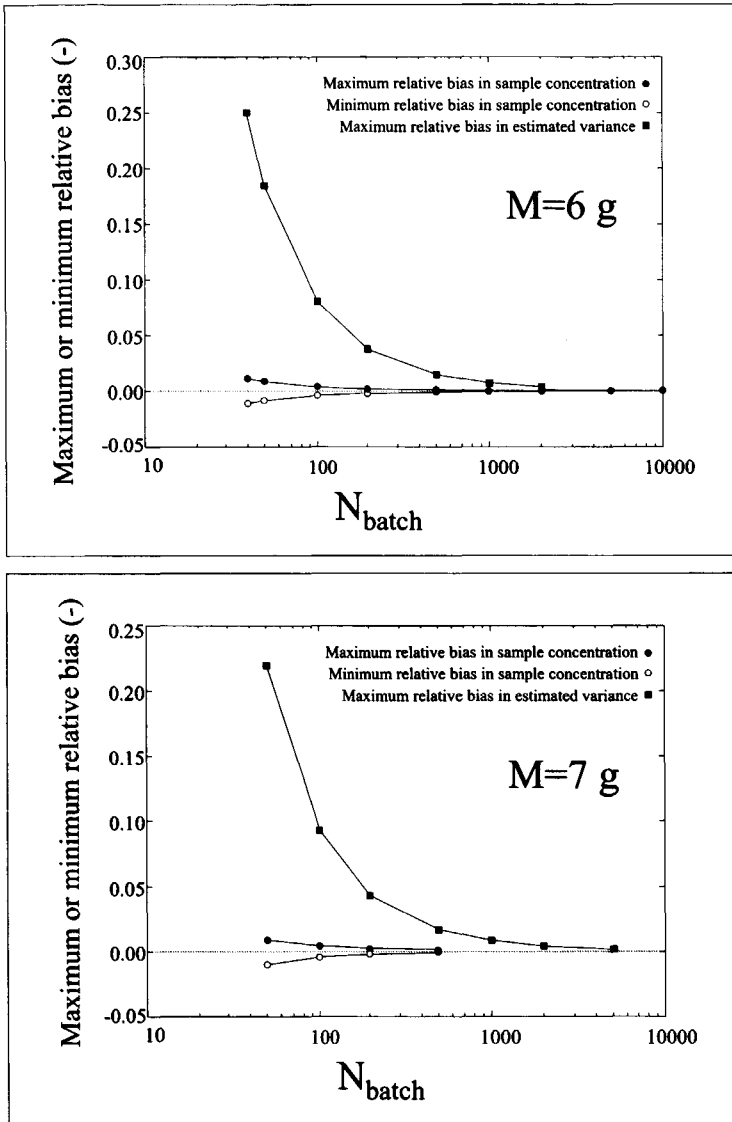 Maximum or minimum relative bias (-)
0.30
0.25
0.20
0.15
0.10
0.05
0.00
-0.05
Maximum relative bias in sample concentration
Minimum relative bias in sample concentration
Maximum relative bias in estimated variance
M=6 g
10
100
1000
10000
N_batch
Maximum or minimum relative bias (-)
0.25
0.20
0.15
0.10
0.05
0.00
-0.05
Maximum relative bias in sample concentration
Minimum relative bias in sample concentration
Maximum relative bias in estimated variance
M=7 g
10
100
1000
10000
N_batch